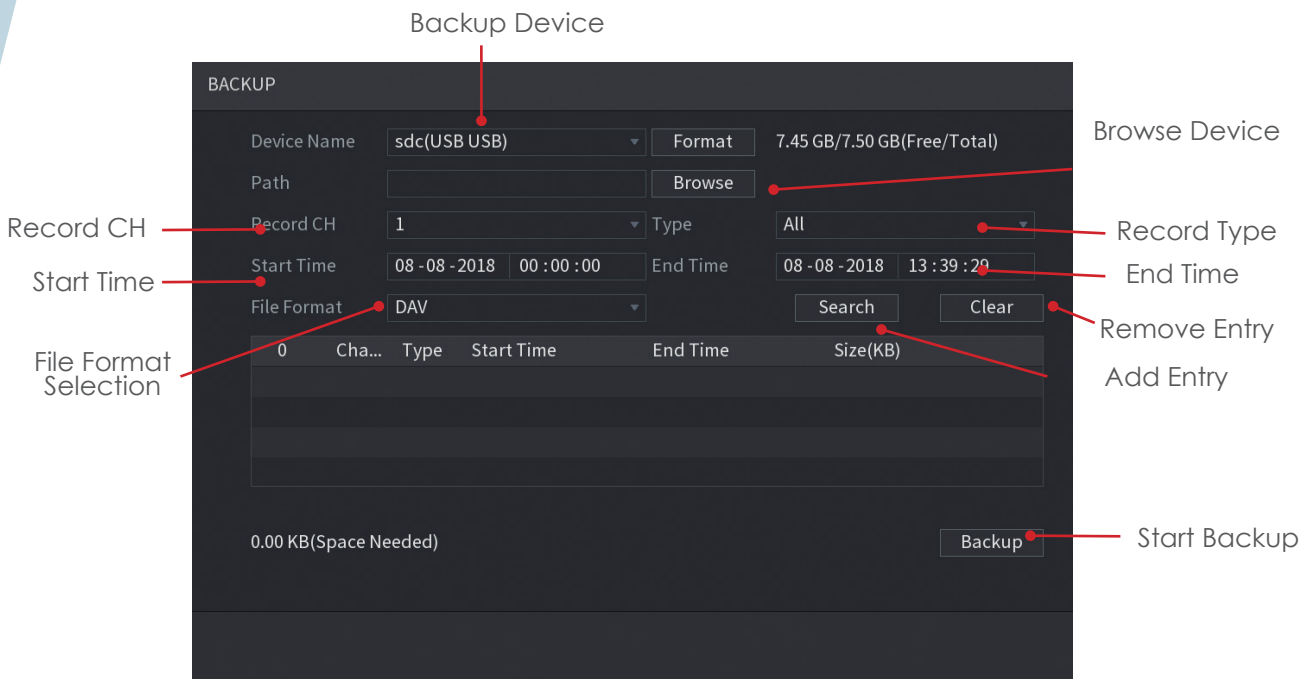 Backup Device
BACKUP
Device Name sdc(USB USB) Format 7.45 GB/7.50 GB(Free/Total)
Browse Device
Path Browse
Record CH
Record CH 1 Type All
Record Type
Start Time
Start Time 08 - 08 - 2018 00 : 00 : 00 End Time 08 - 08 - 2018 13 : 39 : 29
End Time
File Format DAV Search Clear
Remove Entry
File Format
Selection
0 Cha... Type Start Time End Time Size(KB)
Add Entry
0.00 KB(Space Needed) Backup
Start Backup